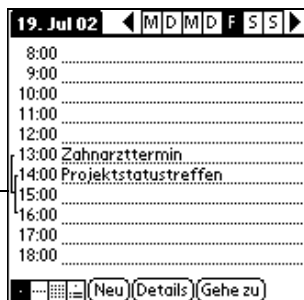 19. Jul 02 M D M D F S S
8:00
9:00
10:00
11:00
12:00
13:00 Zahnarzttermin
14:00 Projektstatustreffen
15:00
16:00
17:00
18:00
Neu Details Gehe zu